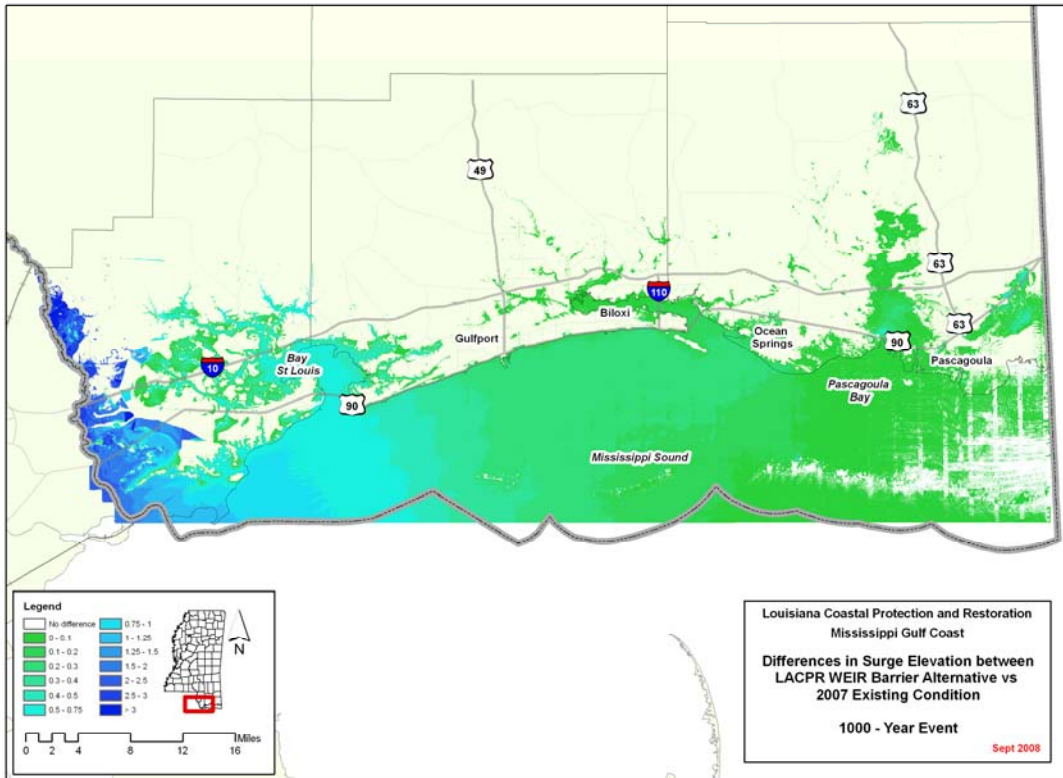 63
49
63
110
Biloxi
Gulfport
63
Ocean
Springs
90
Pascagoula
Bay
St Louis
10
Pascagoula
Bay
90
Mississippi Sound
Legend
No difference
0 - 0.1
0.1 - 0.2
0.2 - 0.3
0.3 - 0.4
0.4 - 0.5
0.5 - 0.75
0.75 - 1
1 - 1.25
1.25 - 1.5
1.5 - 2
2 - 2.5
2.5 - 3
> 3
N
Miles
0 2 4 8 12 16
Louisiana Coastal Protection and Restoration
Mississippi Gulf Coast
Differences in Surge Elevation between
LACPR WEIR Barrier Alternative vs
2007 Existing Condition
1000 - Year Event
Sept 2008